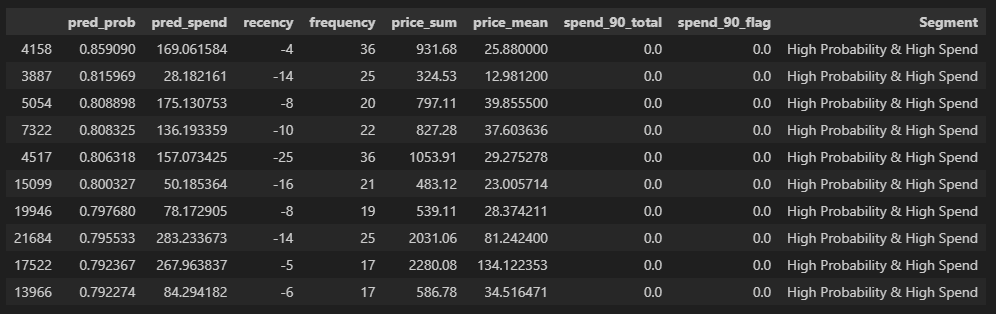 pred_prob pred_spend recency frequency price_sum price_mean spend_90_total spend_90_flag Segment
4158 0.859090 169.061584 -4 36 931.68 25.880000 0.0 0.0 High Probability & High Spend
3887 0.815969 28.182161 -14 25 324.53 12.981200 0.0 0.0 High Probability & High Spend
5054 0.808898 175.130753 -8 20 797.11 39.855500 0.0 0.0 High Probability & High Spend
7322 0.808325 136.193359 -10 22 827.28 37.603636 0.0 0.0 High Probability & High Spend
4517 0.806318 157.073425 -25 36 1053.91 29.275278 0.0 0.0 High Probability & High Spend
15099 0.800327 50.185364 -16 21 483.12 23.005714 0.0 0.0 High Probability & High Spend
19946 0.797680 78.172905 -8 19 539.11 28.374211 0.0 0.0 High Probability & High Spend
21684 0.795533 283.233673 -14 25 2031.06 81.242400 0.0 0.0 High Probability & High Spend
17522 0.792367 267.963837 -5 17 2280.08 134.122353 0.0 0.0 High Probability & High Spend
13966 0.792274 84.294182 -6 17 586.78 34.516471 0.0 0.0 High Probability & High Spend